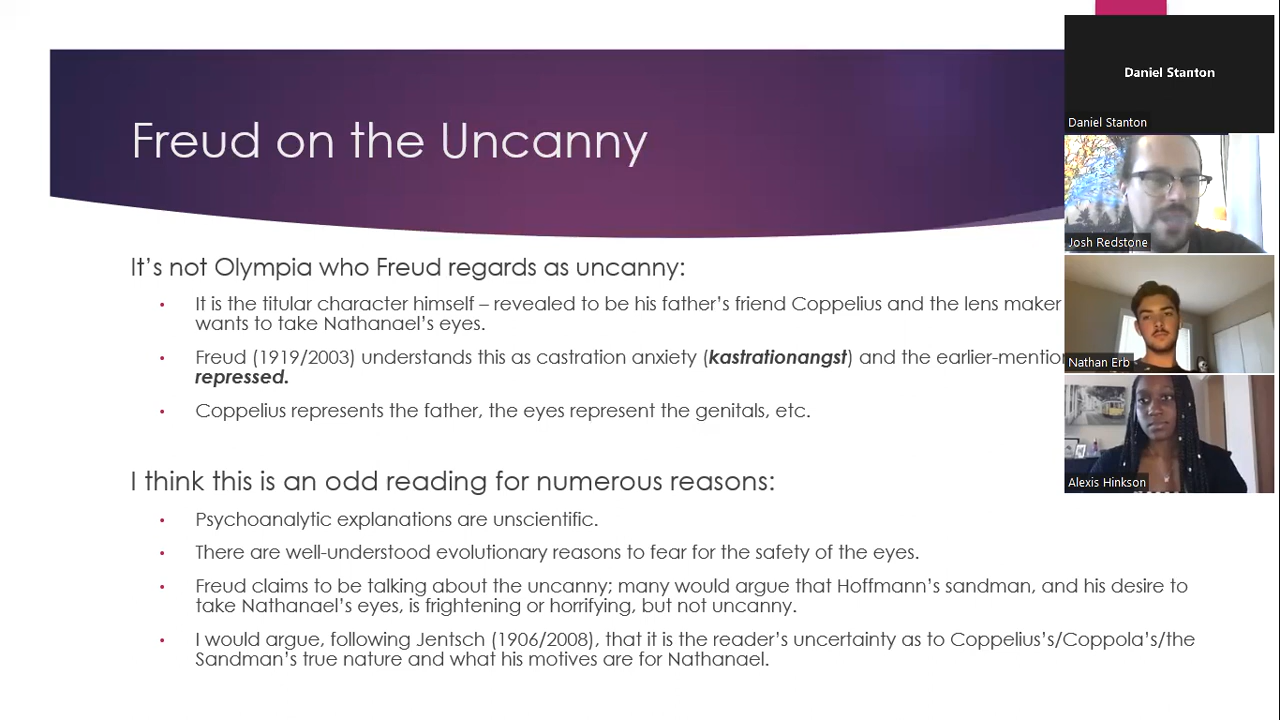 Freud on the Uncanny
It's not Olympia who Freud regards as uncanny:
It is the titular character himself – revealed to be his father's friend Coppelius and the lens maker
wants to take Nathanael's eyes.
Freud (1919/2003) understands this as castration anxiety (kastrationangst) and the
repressed.
Coppelius represents the father, the eyes represent the genitals, etc.
I think this is an odd reading for numerous reasons:
Psychoanalytic explanations are unscientific.
There are well-understood evolutionary reasons to fear for the safety of the eyes.
Freud claims to be talking about the uncanny; many would argue that Hoffmann's sandman, and his desire to
take Nathanael's eyes, is frightening or horrifying, but not uncanny.
I would argue, following Jentsch (1906/2008), that it is the reader's uncertainty as to Coppelius's/Coppola's/the
Sandman's true nature and what his motives are for Nathanael.
Daniel Stanton
Daniel Stanton
Josh Redstone
Nathan Erb
Alexis Hinkson